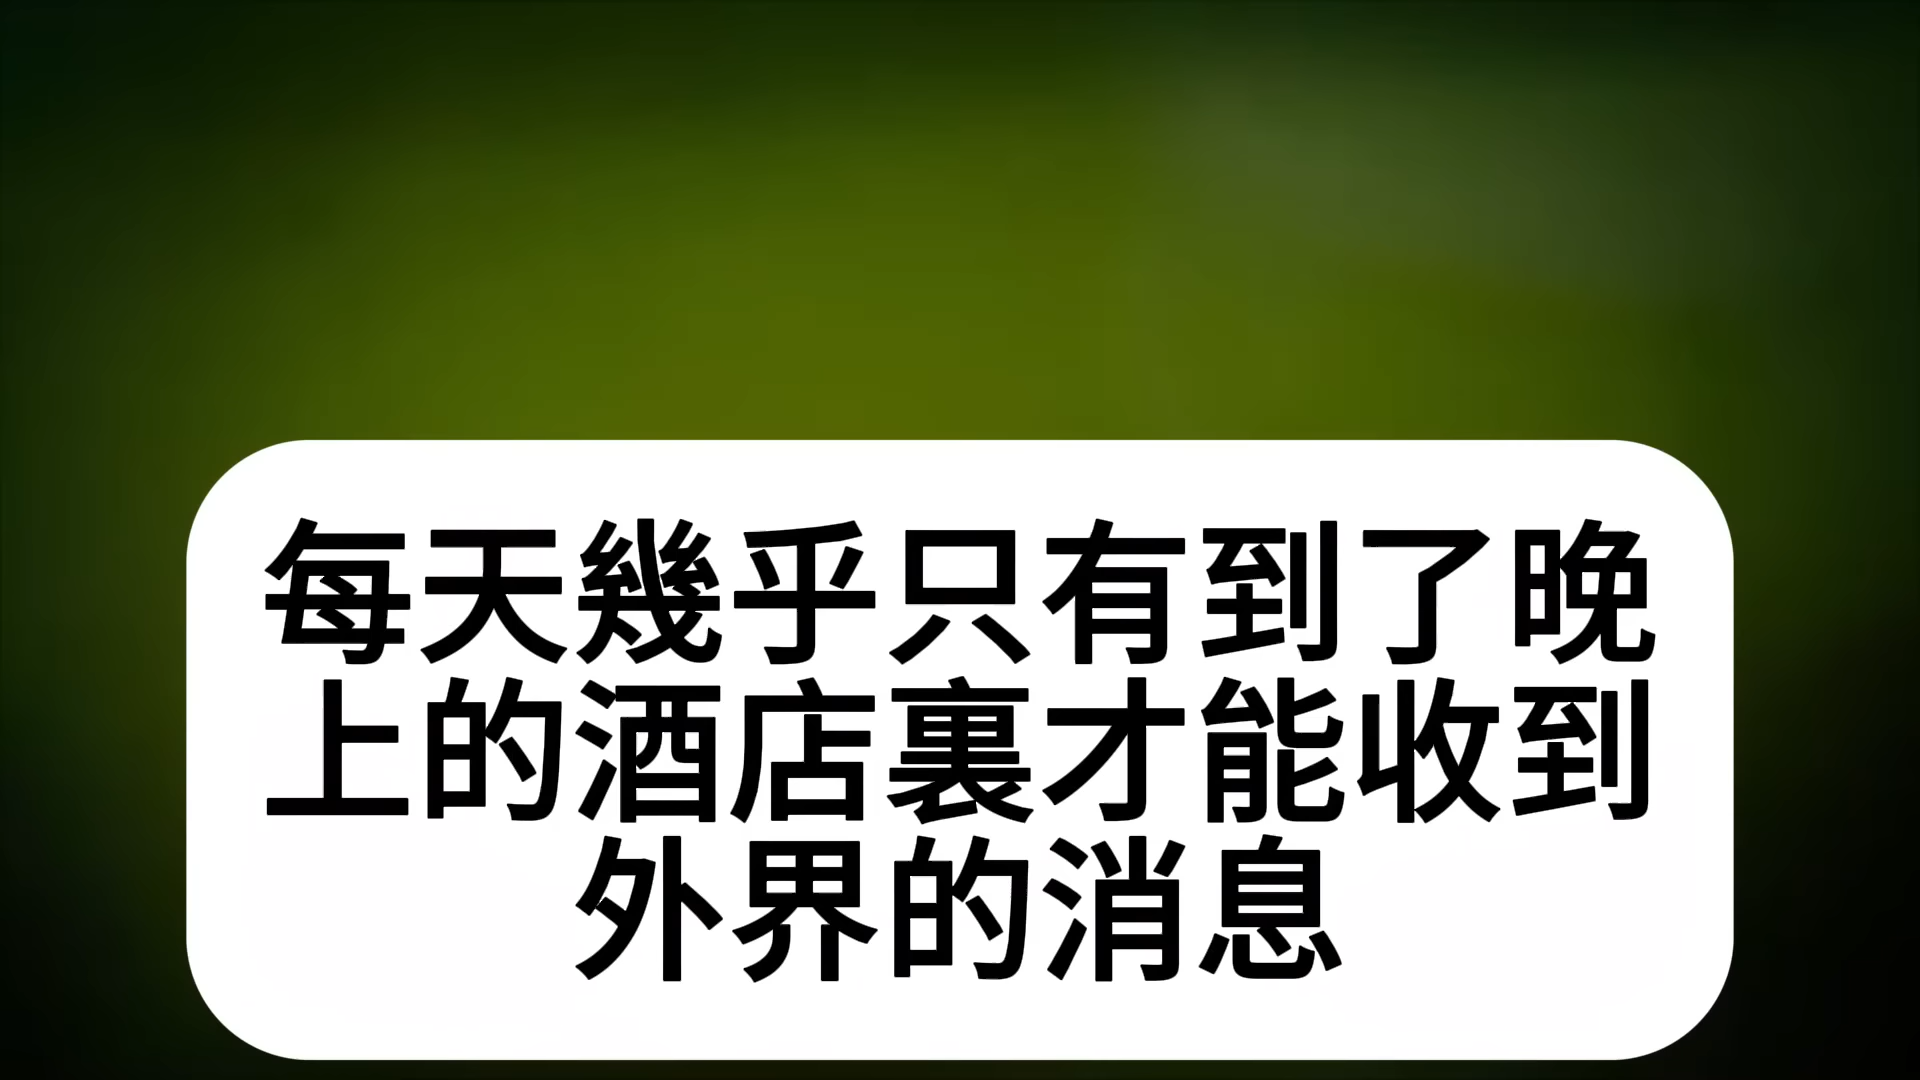 每天幾乎只有到了晚
上的酒店裏才能收到
外界的消息